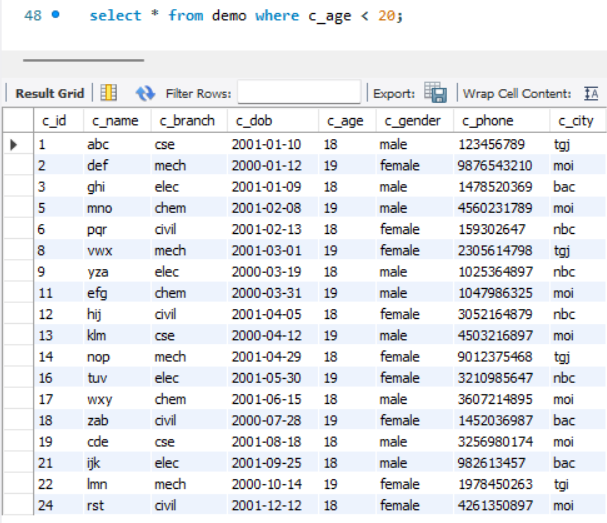 48 select * from demo where c_age < 20;
Result Grid Filter Rows: Export: Wrap Cell Content: IA
c_id c_name c_branch c_dob c_age c_gender c_phone c_city
1 abc cse 2001-01-10 18 male 123456789 tgj
2 def mech 2000-01-12 19 female 9876543210 moi
3 ghi elec 2001-01-09 18 male 1478520369 bac
5 mno chem 2001-02-08 19 male 4560231789 moi
6 pqr civil 2001-02-13 18 female 159302647 nbc
8 vwx mech 2001-03-01 19 female 2305614798 tgj
9 yza elec 2000-03-19 18 male 1025364897 nbc
11 efg chem 2000-03-31 19 male 1047986325 moi
12 hij civil 2001-04-05 18 female 3052164879 nbc
13 klm cse 2000-04-12 19 male 4503216897 moi
14 nop mech 2001-04-29 18 female 9012375468 tgj
16 tuv elec 2001-05-30 19 female 3210985647 nbc
17 wxy chem 2001-06-15 18 male 3607214895 moi
18 zab civil 2000-07-28 19 female 1452036987 bac
19 cde cse 2001-08-18 18 male 3256980174 moi
21 ijk elec 2001-09-25 18 male 982613457 bac
22 lmn mech 2000-10-14 19 female 1978450263 tgi
24 rst civil 2001-12-12 18 female 4261350897 moi